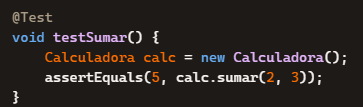 @Test
void testSumar() {
    Calculadora calc = new Calculadora();
    assertEquals(5, calc.sumar(2, 3));
}